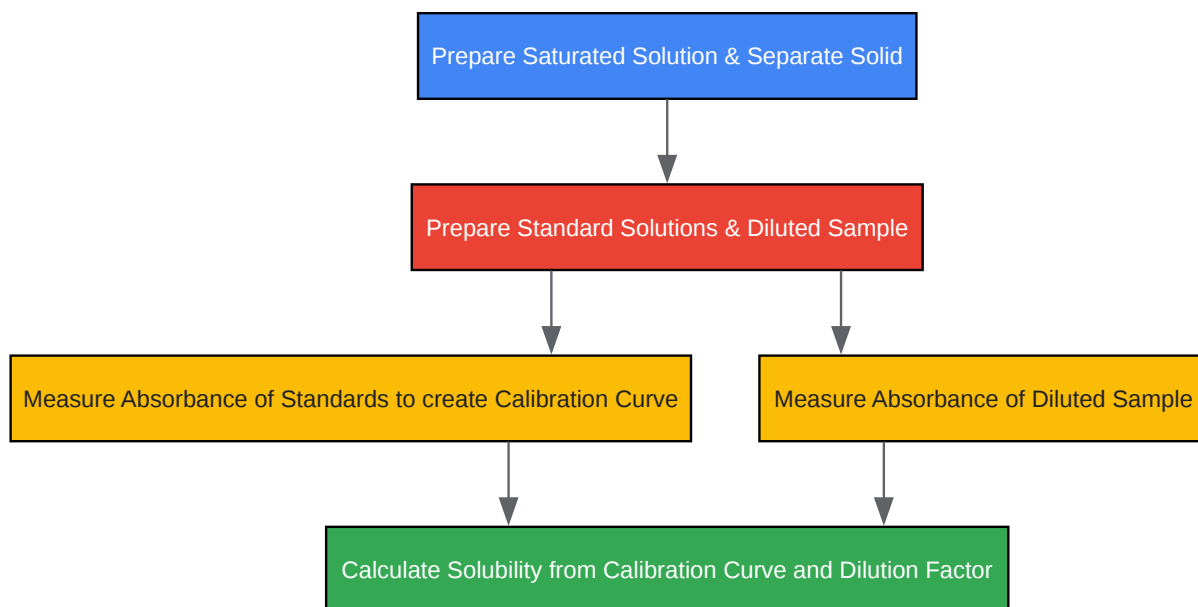 Prepare Saturated Solution & Separate Solid
Prepare Standard Solutions & Diluted Sample
Measure Absorbance of Standards to create Calibration Curve
Measure Absorbance of Diluted Sample
Calculate Solubility from Calibration Curve and Dilution Factor